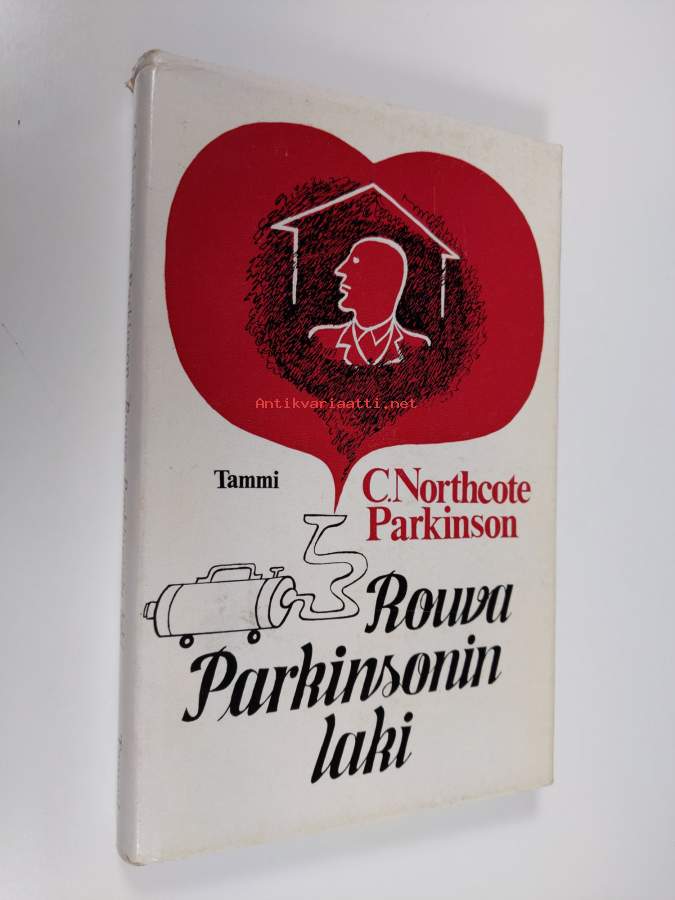 Antikvariaatti.net
Tammi
C.Northcote
Parkinson
Rouva
Parkinsonin
laki